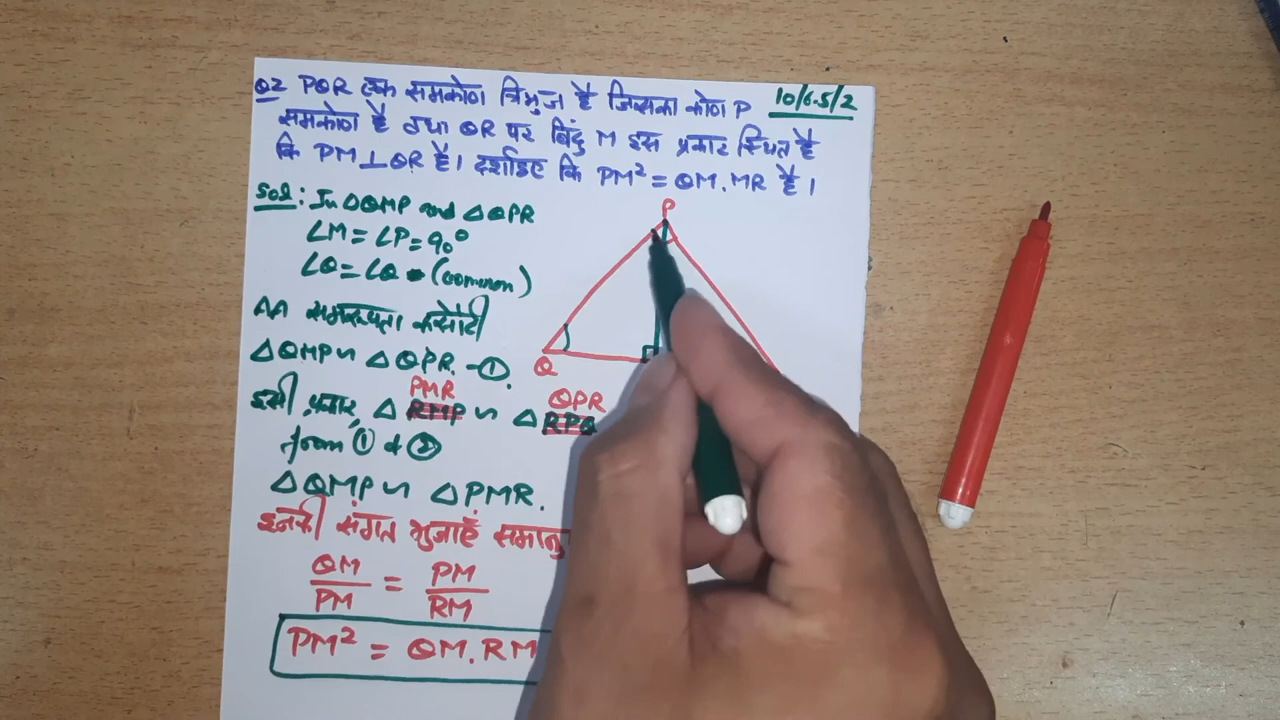 Q2 PQR एक समकोण त्रिभुज है जिसका कोण P
10/6.5/2
समकोण है तथा QR पर बिंदु M इस प्रकार स्थित है
कि PM⊥QR है। दर्शाइए कि PM² = QM.MR है।
Sol: In △QMP and △QPR
∠M = ∠P = 90°
∠Q = ∠Q (common)
AA समरूपता कसौटी
△QMP ∽ △QPR -①.
PMR QPR
इसी प्रकार, △ RMP ∽ △ RPQ
from ① & ②
△QMP ∽ △PMR.
इनकी संगत भुजाएँ समानु
QM/PM = PM/RM
PM² = QM.RM
P
Q